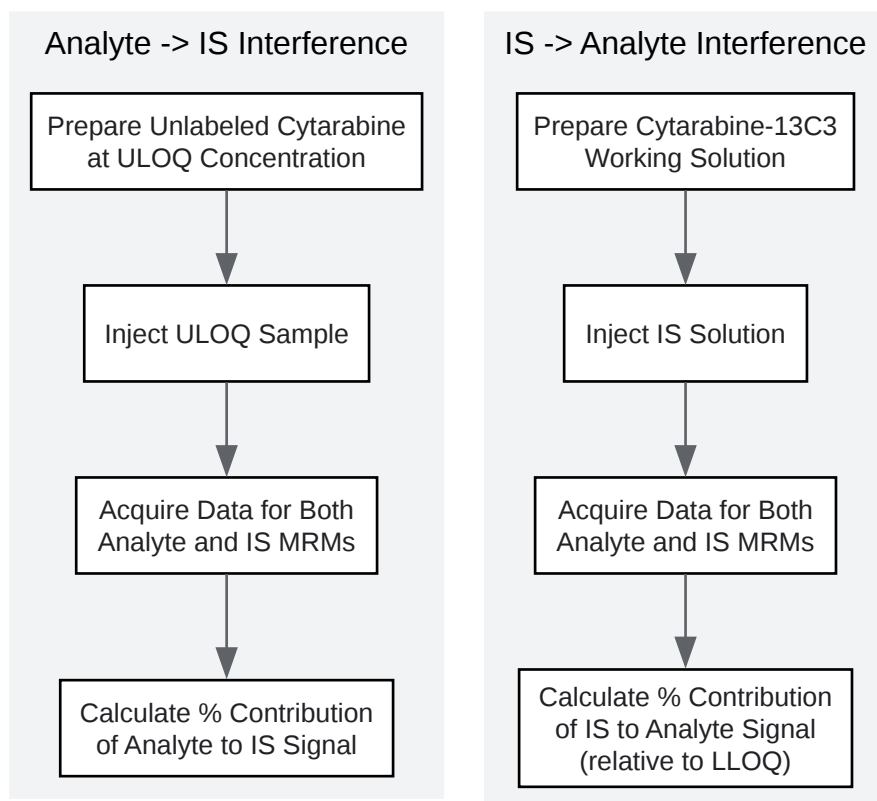 Analyte -> IS Interference
Prepare Unlabeled Cytarabine
at ULOQ Concentration
Inject ULOQ Sample
Acquire Data for Both
Analyte and IS MRMs
Calculate % Contribution
of Analyte to IS Signal
IS -> Analyte Interference
Prepare Cytarabine-13C3
Working Solution
Inject IS Solution
Acquire Data for Both
Analyte and IS MRMs
Calculate % Contribution
of IS to Analyte Signal
(relative to LLOQ)